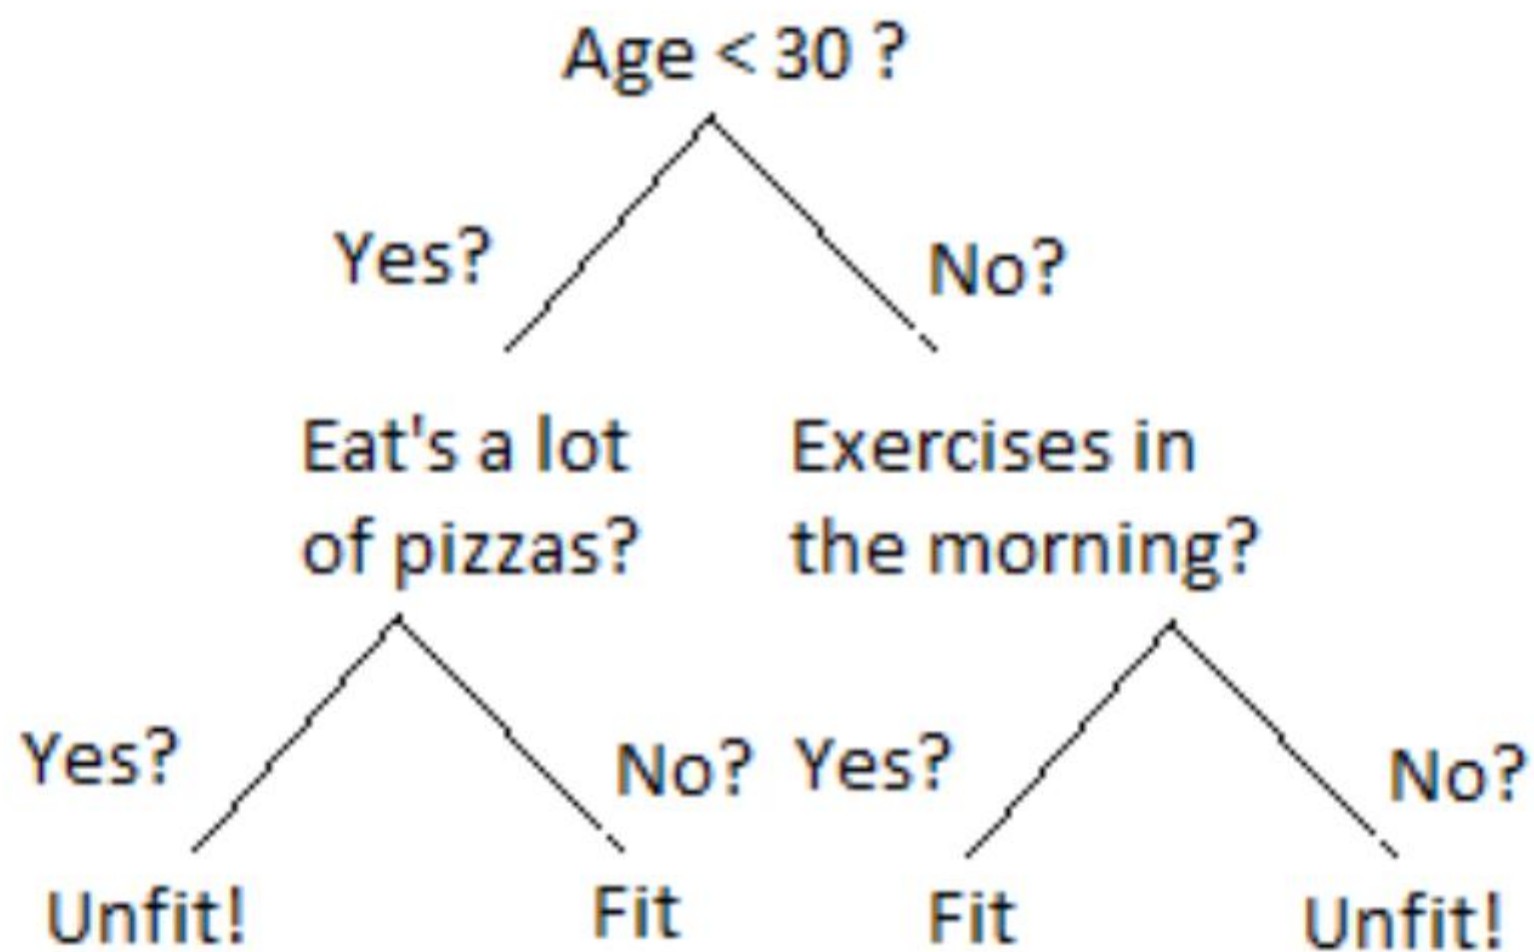 Age < 30 ?
Yes?
No?
Eat's a lot
of pizzas?
Exercises in
the morning?
Yes?
No?
Yes?
No?
Unfit!
Fit
Fit
Unfit!